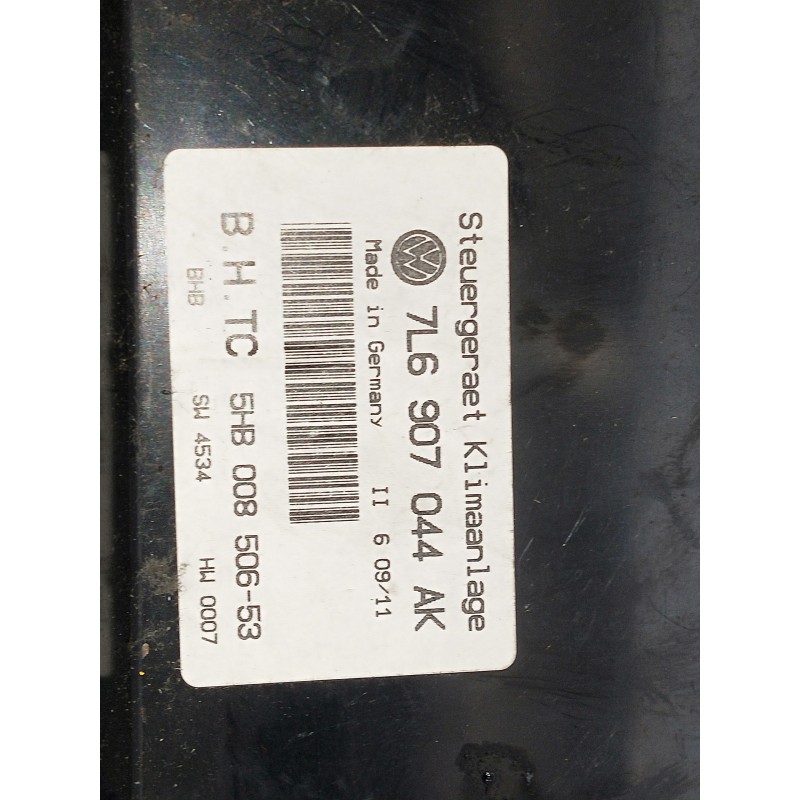 Steuergeraet Klimaanlage
7L6 907 044 AK
Made in Germany II 6 09/11
B.H.TC 5HB 008 506-53
BHB SW 4534 HW 0007